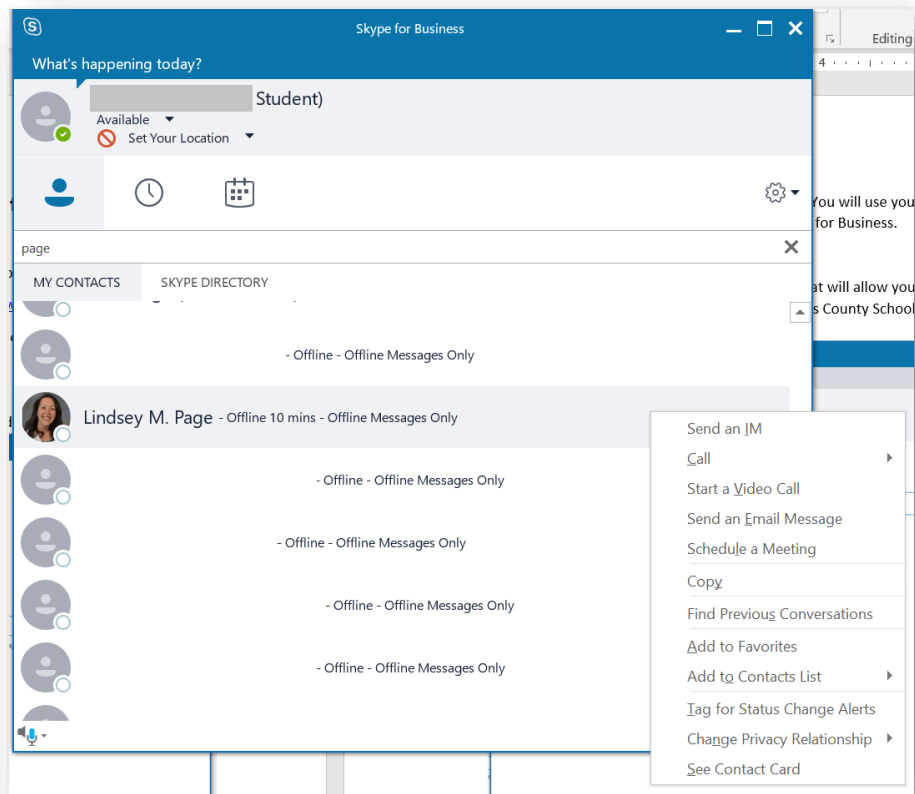 Skype for Business
What's happening today?
Student)
Available
Set Your Location
page
MY CONTACTS
SKYPE DIRECTORY
- Offline - Offline Messages Only
Lindsey M. Page - Offline 10 mins - Offline Messages Only
- Offline - Offline Messages Only
- Offline - Offline Messages Only
- Offline - Offline Messages Only
- Offline - Offline Messages Only
Send an IM
Call
Start a Video Call
Send an Email Message
Schedule a Meeting
Copy
Find Previous Conversations
Add to Favorites
Add to Contacts List
Tag for Status Change Alerts
Change Privacy Relationship
See Contact Card
Editing
4
You will use you
for Business.
at will allow you
s County School